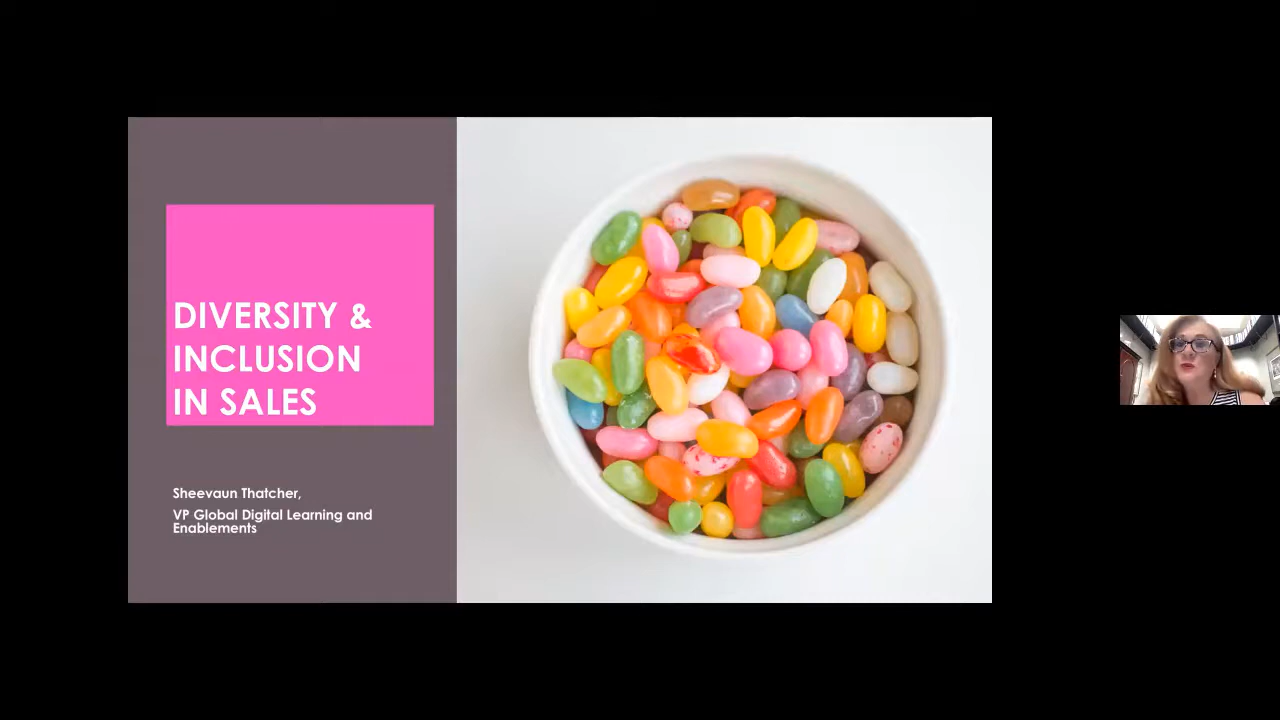 DIVERSITY &
INCLUSION
IN SALES
Sheevaun Thatcher,
VP Global Digital Learning and
Enablements